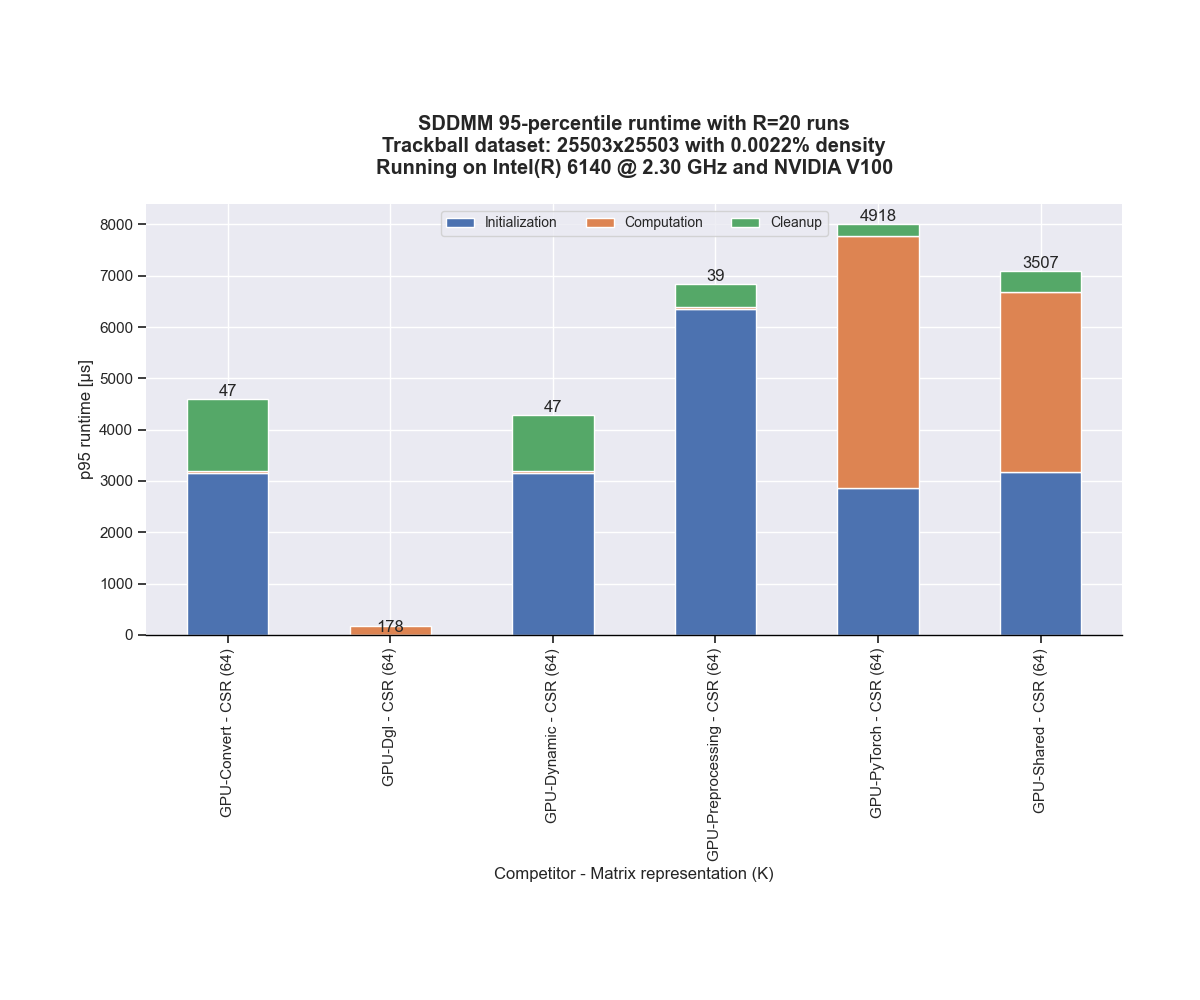 SDDMM 95-percentile runtime with R=20 runs
Trackball dataset: 25503x25503 with 0.0022% density
Running on Intel(R) 6140 @ 2.30 GHz and NVIDIA V100
Initialization Computation Cleanup
p95 runtime [µs]
8000
7000
6000
5000
4000
3000
2000
1000
0
47
178
47
39
4918
3507
GPU-Convert - CSR (64)
GPU-Dgl - CSR (64)
GPU-Dynamic - CSR (64)
GPU-Preprocessing - CSR (64)
GPU-PyTorch - CSR (64)
GPU-Shared - CSR (64)
Competitor - Matrix representation (K)